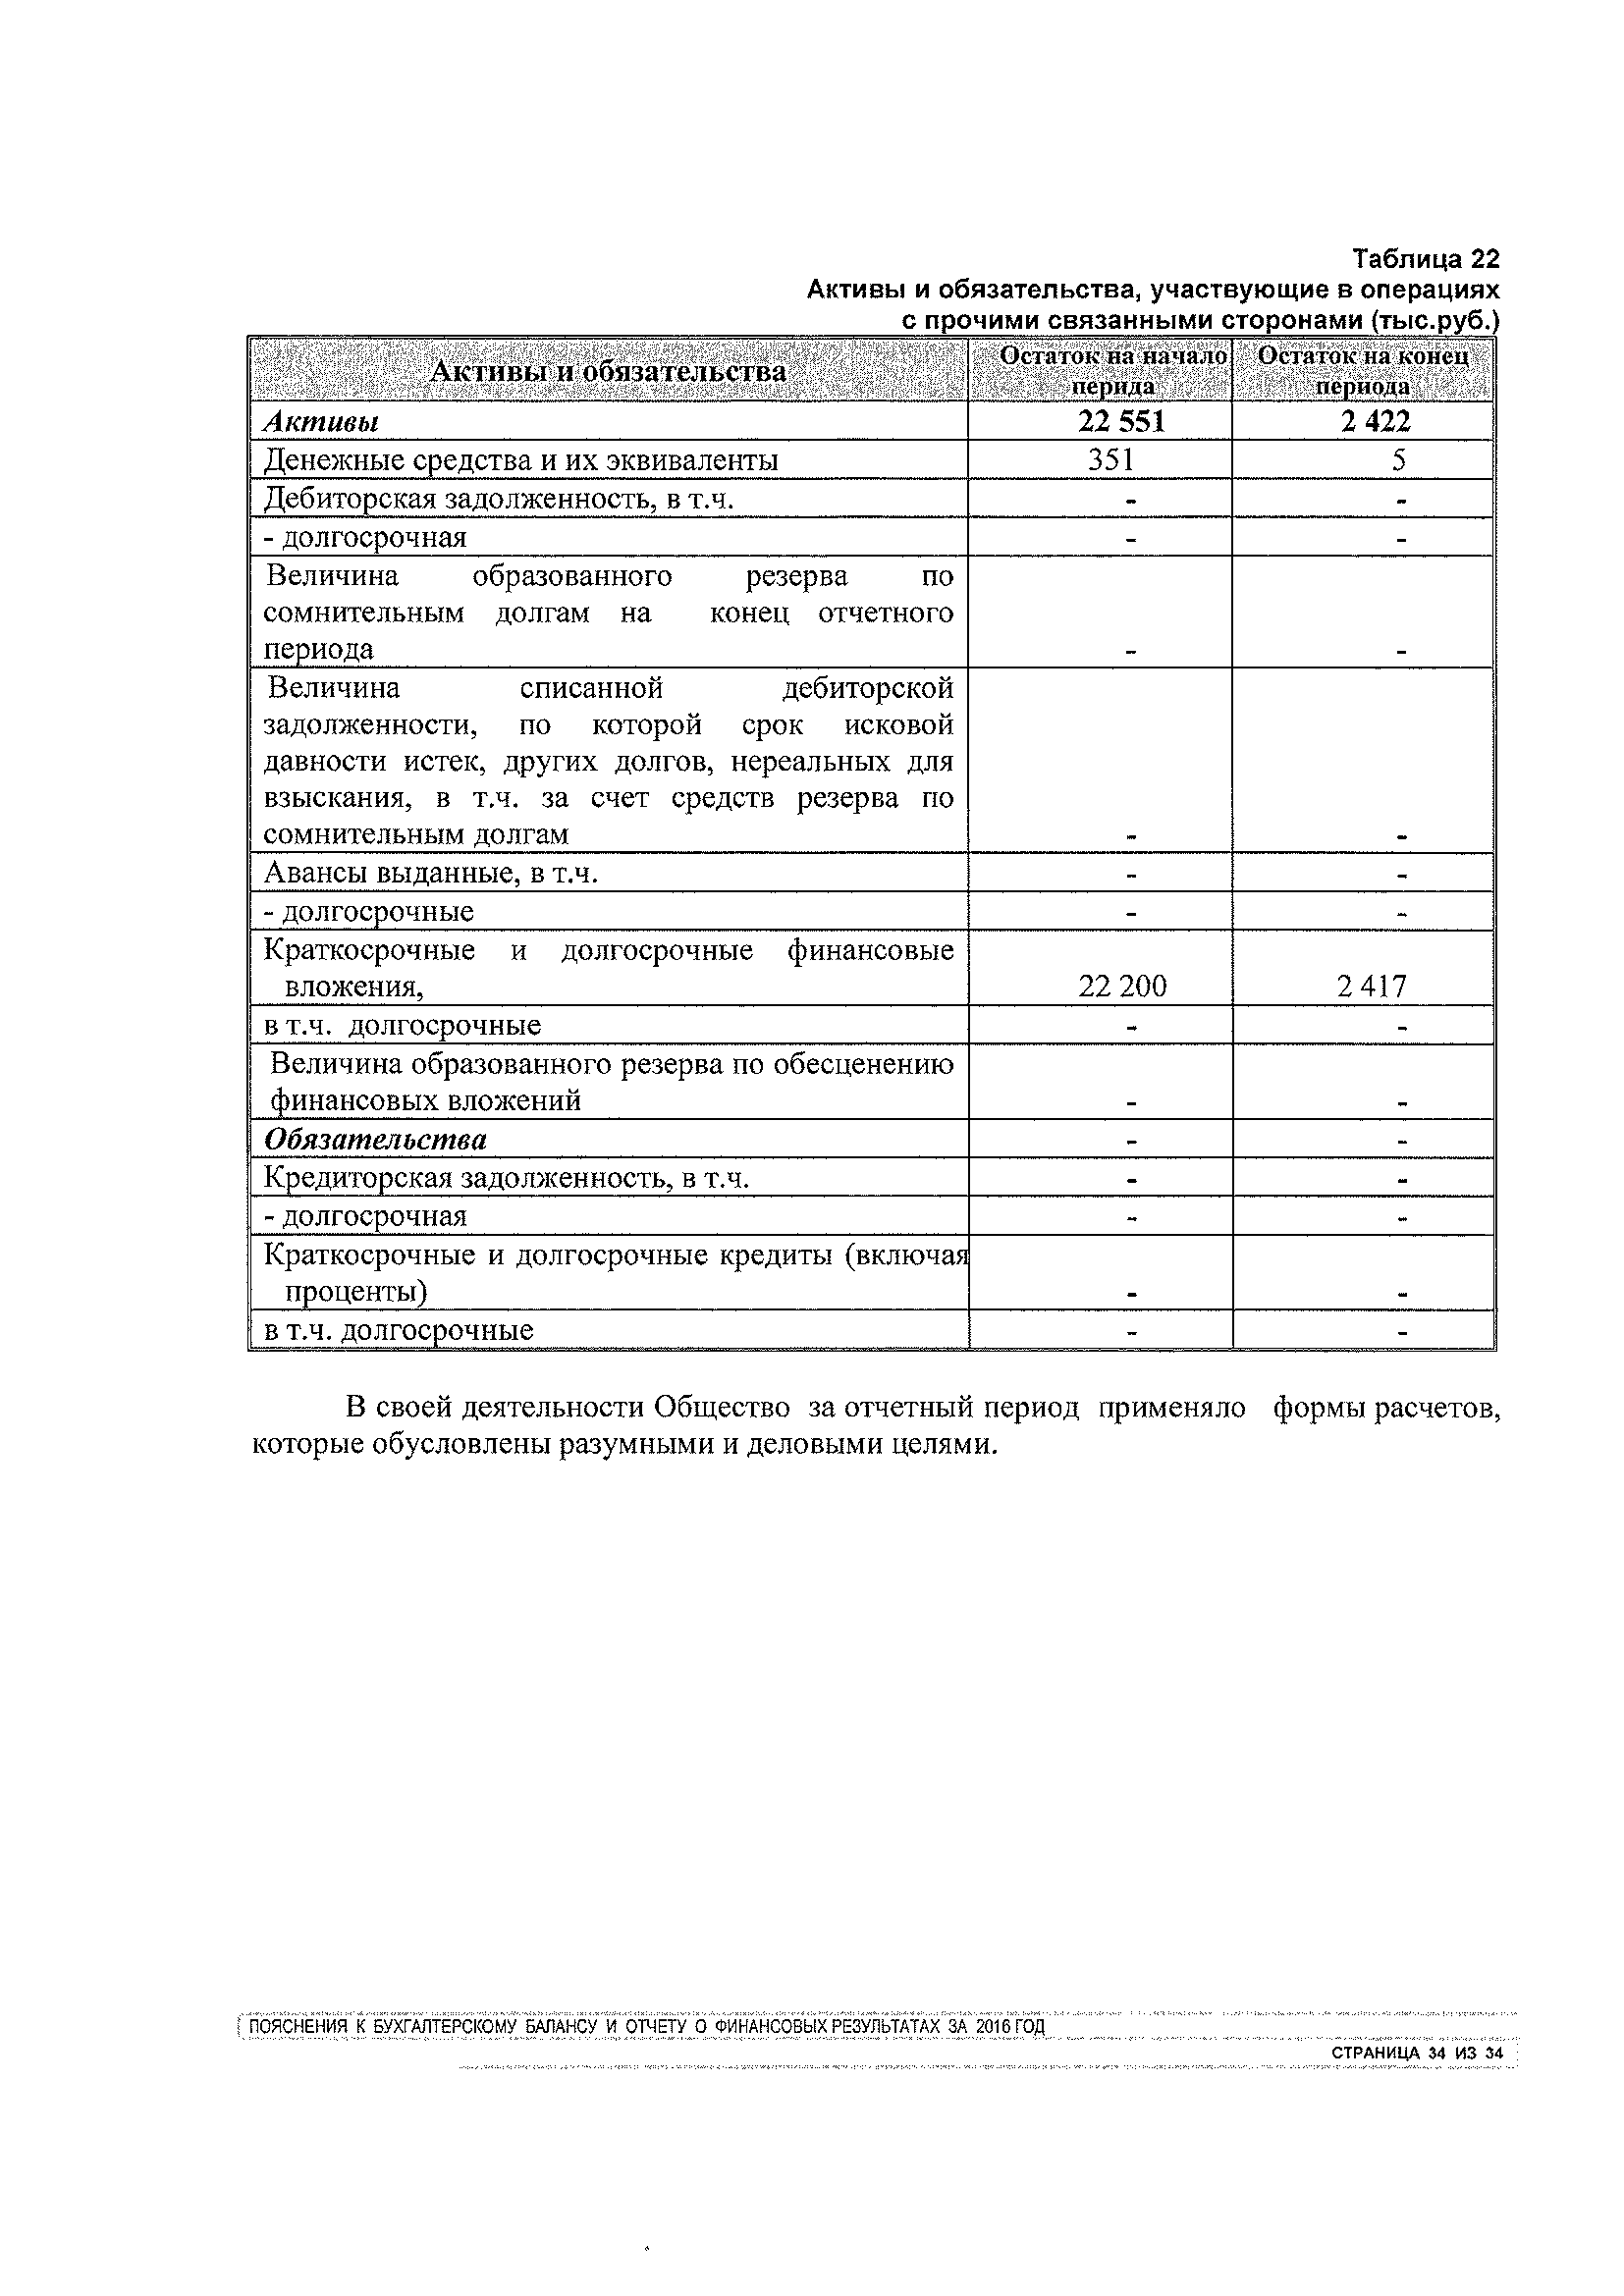 Таблица 22
Активы и обязательства, участвующие в операциях
с прочими связанными сторонами (тыс.руб.)
Активы и обязательства Остаток на начало Остаток на конец
перида периода
Активы 22 551 2 422
Денежные средства и их эквиваленты 351 5
Дебиторская задолженность, в т.ч. - -
- долгосрочная - -
Величина образованного резерва по
сомнительным долгам на конец отчетного
периода - -
Величина списанной дебиторской
задолженности, по которой срок исковой
давности истек, других долгов, нереальных для
взыскания, в т.ч. за счет средств резерва по
сомнительным долгам - -
Авансы выданные, в т.ч. - -
- долгосрочные - -
Краткосрочные и долгосрочные финансовые
вложения, 22 200 2 417
в т.ч. долгосрочные - -
Величина образованного резерва по обесценению
финансовых вложений - -
Обязательства - -
Кредиторская задолженность, в т.ч. - -
- долгосрочная - -
Краткосрочные и долгосрочные кредиты (включая
проценты) - -
в т.ч. долгосрочные - -
В своей деятельности Общество за отчетный период применяло формы расчетов,
которые обусловлены разумными и деловыми целями.
ПОЯСНЕНИЯ К БУХГАЛТЕРСКОМУ БАЛАНСУ И ОТЧЕТУ О ФИНАНСОВЫХ РЕЗУЛЬТАТАХ ЗА 2016 ГОД
СТРАНИЦА 34 ИЗ 34